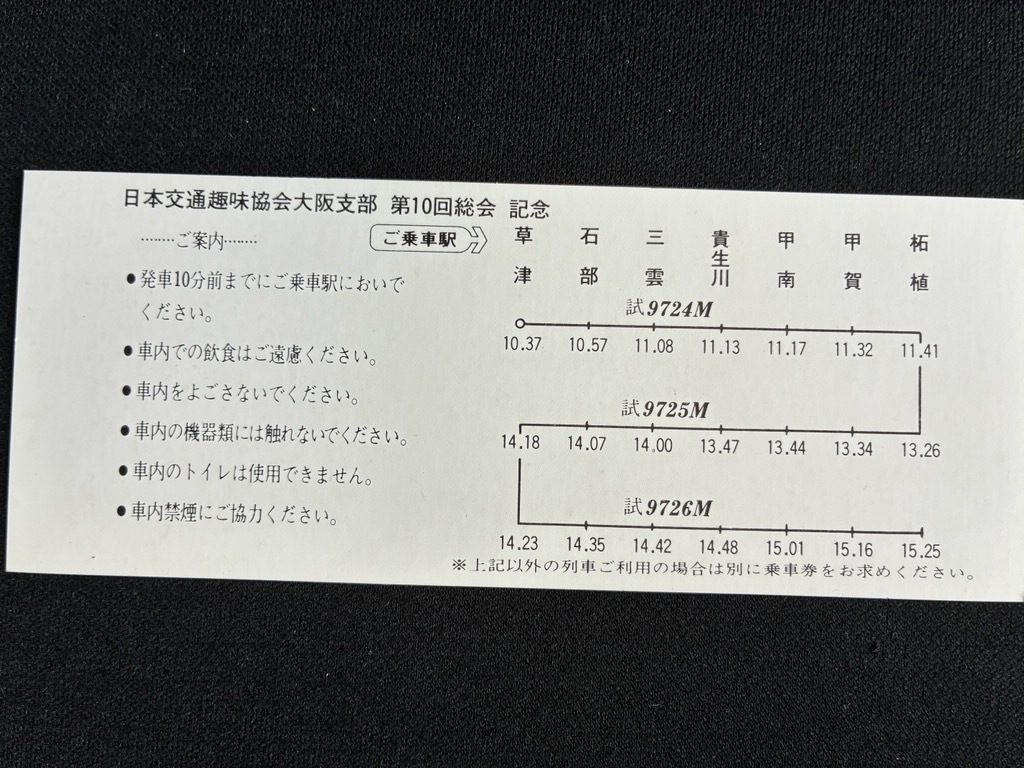 日本交通趣味協会大阪支部 第10回総会 記念
………ご案内………
●発車10分前までにご乗車駅においで
ください。
●車内での飲食はご遠慮ください。
●車内をよごさないでください。
●車内の機器類には触れないでください。
●車内のトイレは使用できません。
●車内禁煙にご協力ください。
ご乗車駅 草津 石部 三雲 貴生川 甲南 甲賀 柘植
試9724M
10.37 10.57 11.08 11.13 11.17 11.32 11.41
試9725M
14.18 14.07 14.00 13.47 13.44 13.34 13.26
試9726M
14.23 14.35 14.42 14.48 15.01 15.16 15.25
※上記以外の列車ご利用の場合は別に乗車券をお求めください。